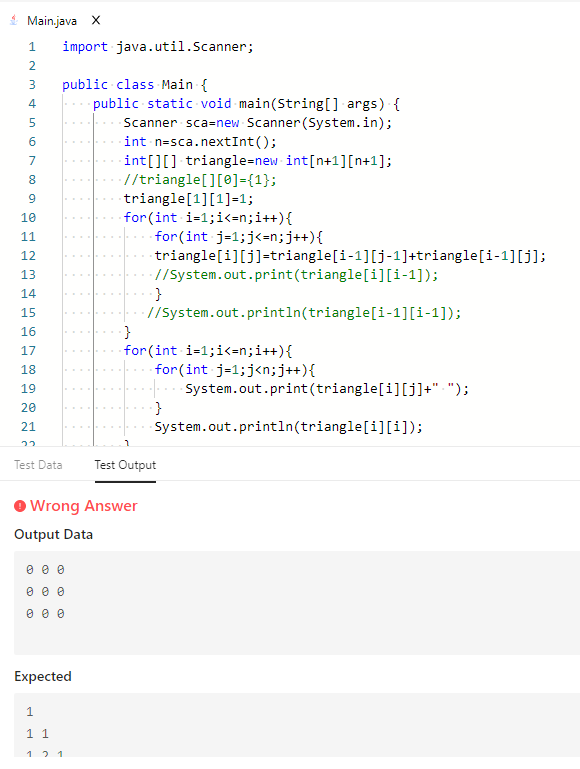 Main.java X
1 import java.util.Scanner;
2
3 public class Main {
4 public static void main(String[] args) {
5 Scanner sca=new Scanner(System.in);
6 int n=sca.nextInt();
7 int[][] triangle=new int[n+1][n+1];
8 //triangle[][0]={1};
9 triangle[1][1]=1;
10 for(int i=1;i<=n;i++){
11 for(int j=1;j<=n;j++){
12 triangle[i][j]=triangle[i-1][j-1]+triangle[i-1][j];
13 //System.out.print(triangle[i][i-1]);
14 }
15 //System.out.println(triangle[i-1][i-1]);
16 }
17 for(int i=1;i<=n;i++){
18 for(int j=1;j<n;j++){
19 System.out.print(triangle[i][j]+" ");
20 }
21 System.out.println(triangle[i][i]);
22 }
Test Data Test Output
Wrong Answer
Output Data
0 0 0
0 0 0
0 0 0
Expected
1
1 1
1 2 1